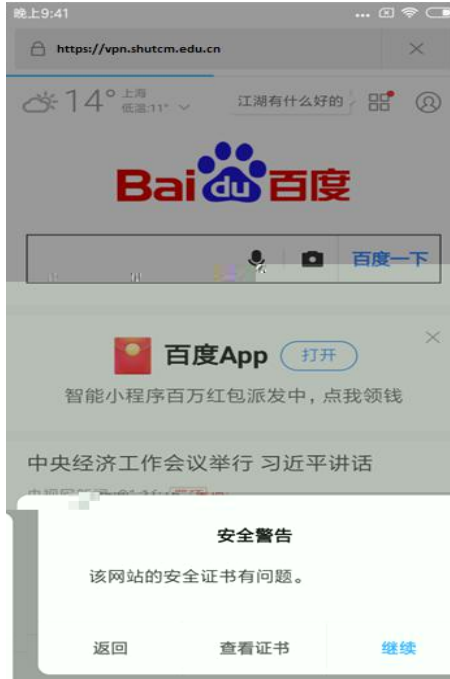 晚上9:41
https://vpn.shutcm.edu.cn
14° 上海
低温:11°
江湖有什么好的
Bai du 百度
百度一下
百度App 打开
智能小程序百万红包派发中，点我领钱
中央经济工作会议举行 习近平讲话
安全警告
该网站的安全证书有问题。
返回 查看证书 继续